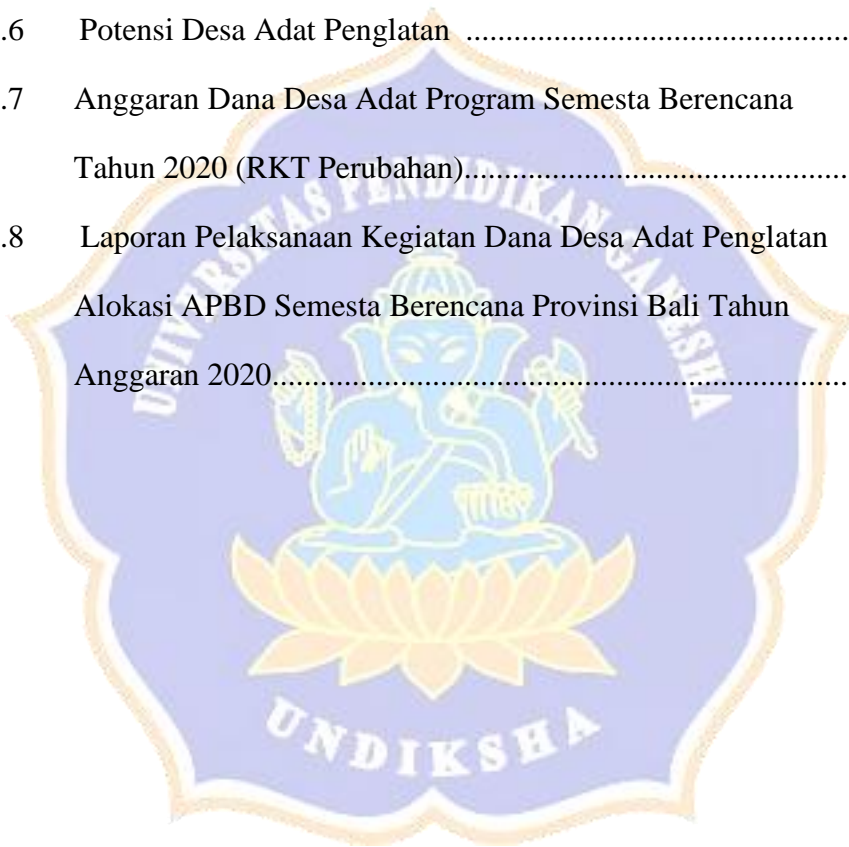 .6 Potensi Desa Adat Penglatan ................................................
.7 Anggaran Dana Desa Adat Program Semesta Berencana
Tahun 2020 (RKT Perubahan)................................................
.8 Laporan Pelaksanaan Kegiatan Dana Desa Adat Penglatan
Alokasi APBD Semesta Berencana Provinsi Bali Tahun
Anggaran 2020........................................................................
UNIVERSITAS PENDIDIKAN GANESHA
UNDIKSHA